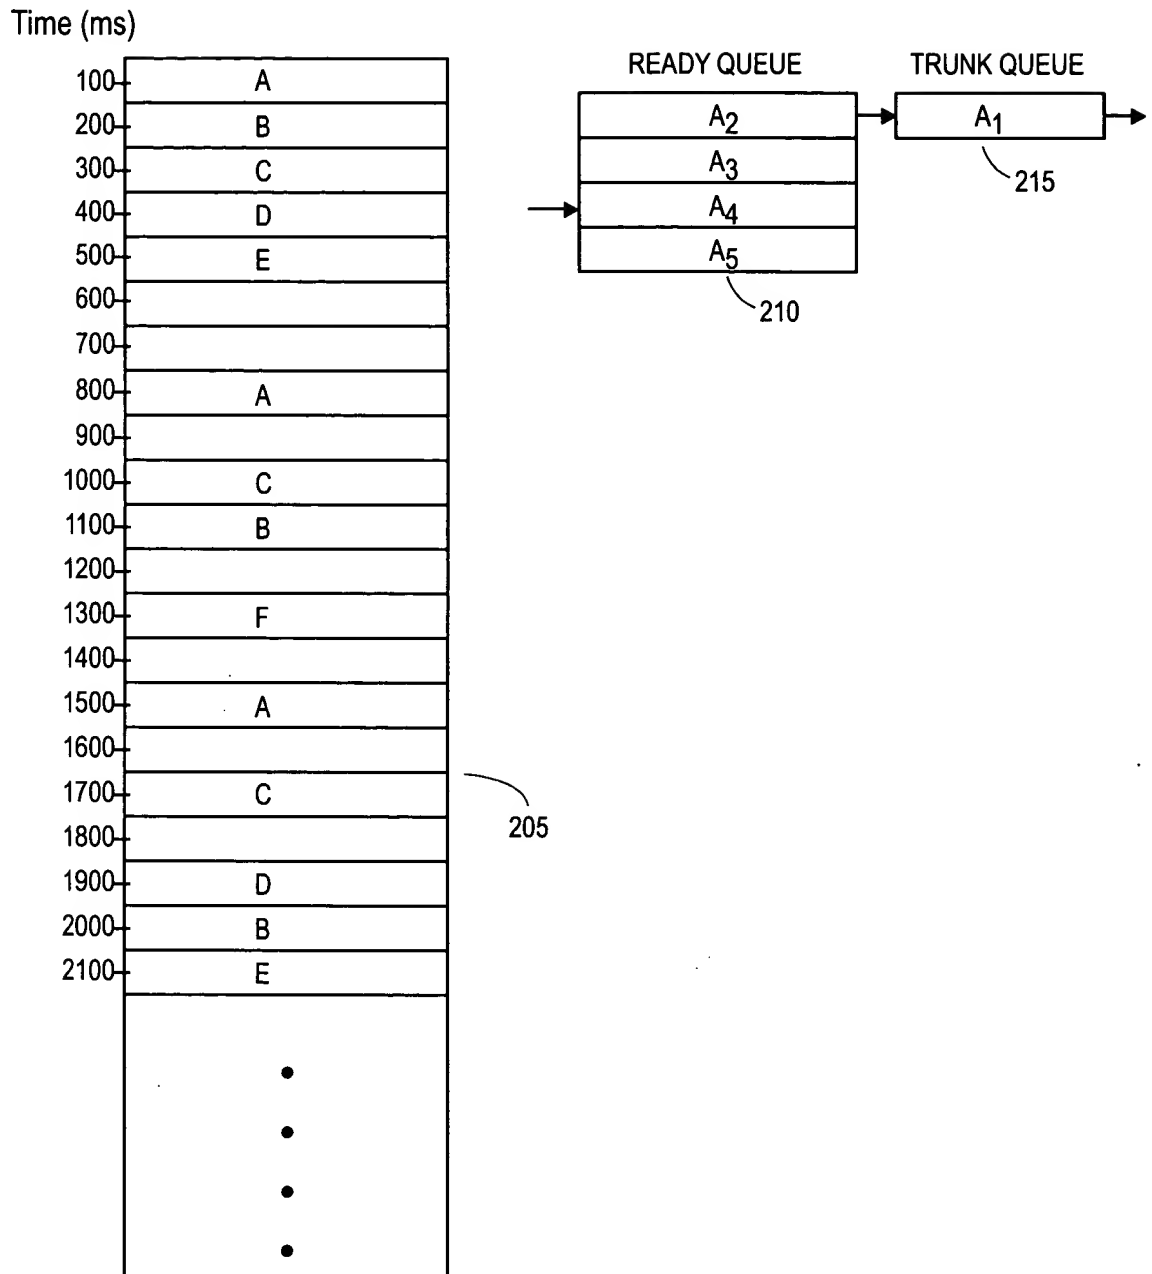 Time (ms)
READY QUEUE
TRUNK QUEUE
100 A
200 B
300 C
400 D
500 E
600
700
800 A
900
1000 C
1100 B
1200
1300 F
1400
1500 A
1600
1700 C
1800
1900 D
2000 B
2100 E
205
A2
A3
A4
A5
210
A1
215